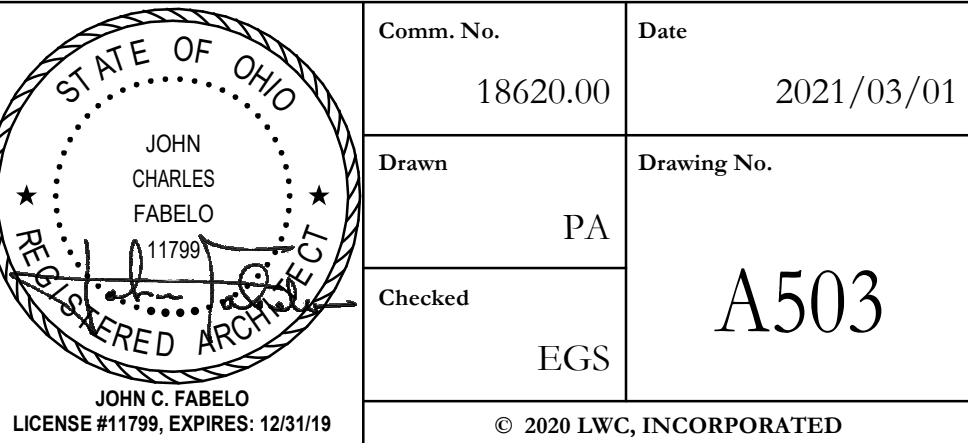 STATE OF OHIO
JOHN
CHARLES
FABELO
11799
REGISTERED ARCHITECT
JOHN C. FABELO
LICENSE #11799, EXPIRES: 12/31/19
Comm. No.
18620.00
Date
2021/03/01
Drawn
PA
Drawing No.
A503
Checked
EGS
© 2020 LWC, INCORPORATED